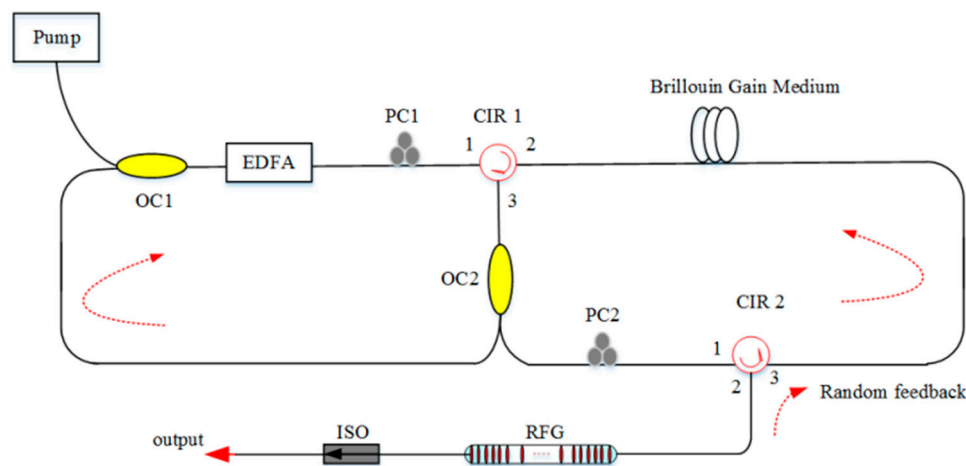 Pump
Brillouin Gain Medium
PC1
CIR 1
1
2
EDFA
OC1
3
OC2
CIR 2
PC2
1
2
3
Random feedback
ISO
RFG
output